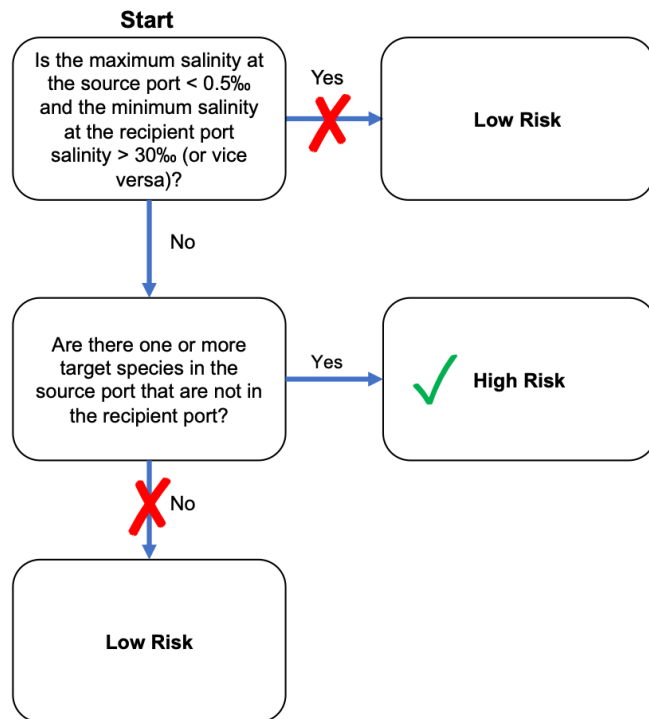 Start
Is the maximum salinity at
the source port < 0.5‰
and the minimum salinity
at the recipient port
salinity > 30‰ (or vice
versa)?
Yes
Low Risk
No
Are there one or more
target species in the
source port that are not in
the recipient port?
Yes
High Risk
No
Low Risk